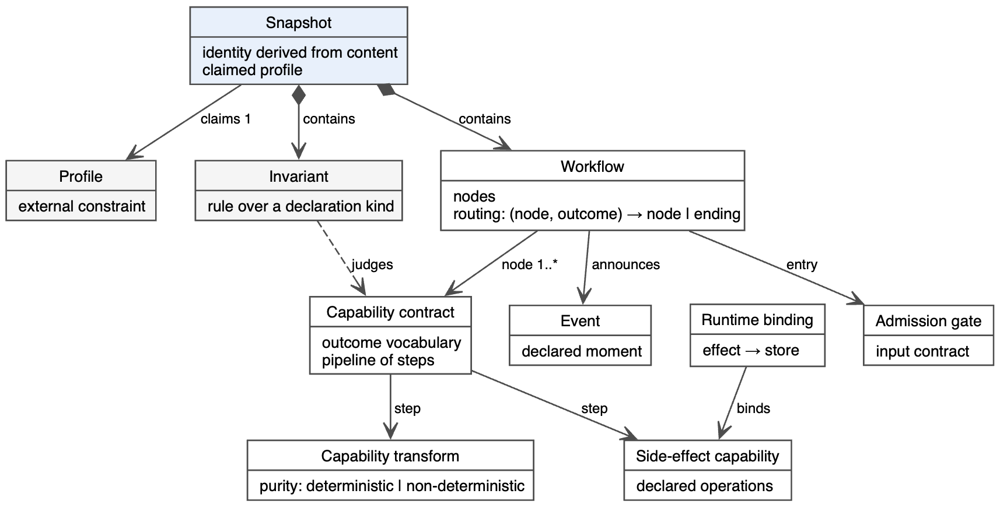 Snapshot
identity derived from content
claimed profile
claims 1
contains
contains
Profile
external constraint
Invariant
rule over a declaration kind
Workflow
nodes
routing: (node, outcome) → node | ending
judges
node 1..*
announces
entry
Capability contract
outcome vocabulary
pipeline of steps
Event
declared moment
Runtime binding
effect → store
Admission gate
input contract
step
step
binds
Capability transform
purity: deterministic | non-deterministic
Side-effect capability
declared operations